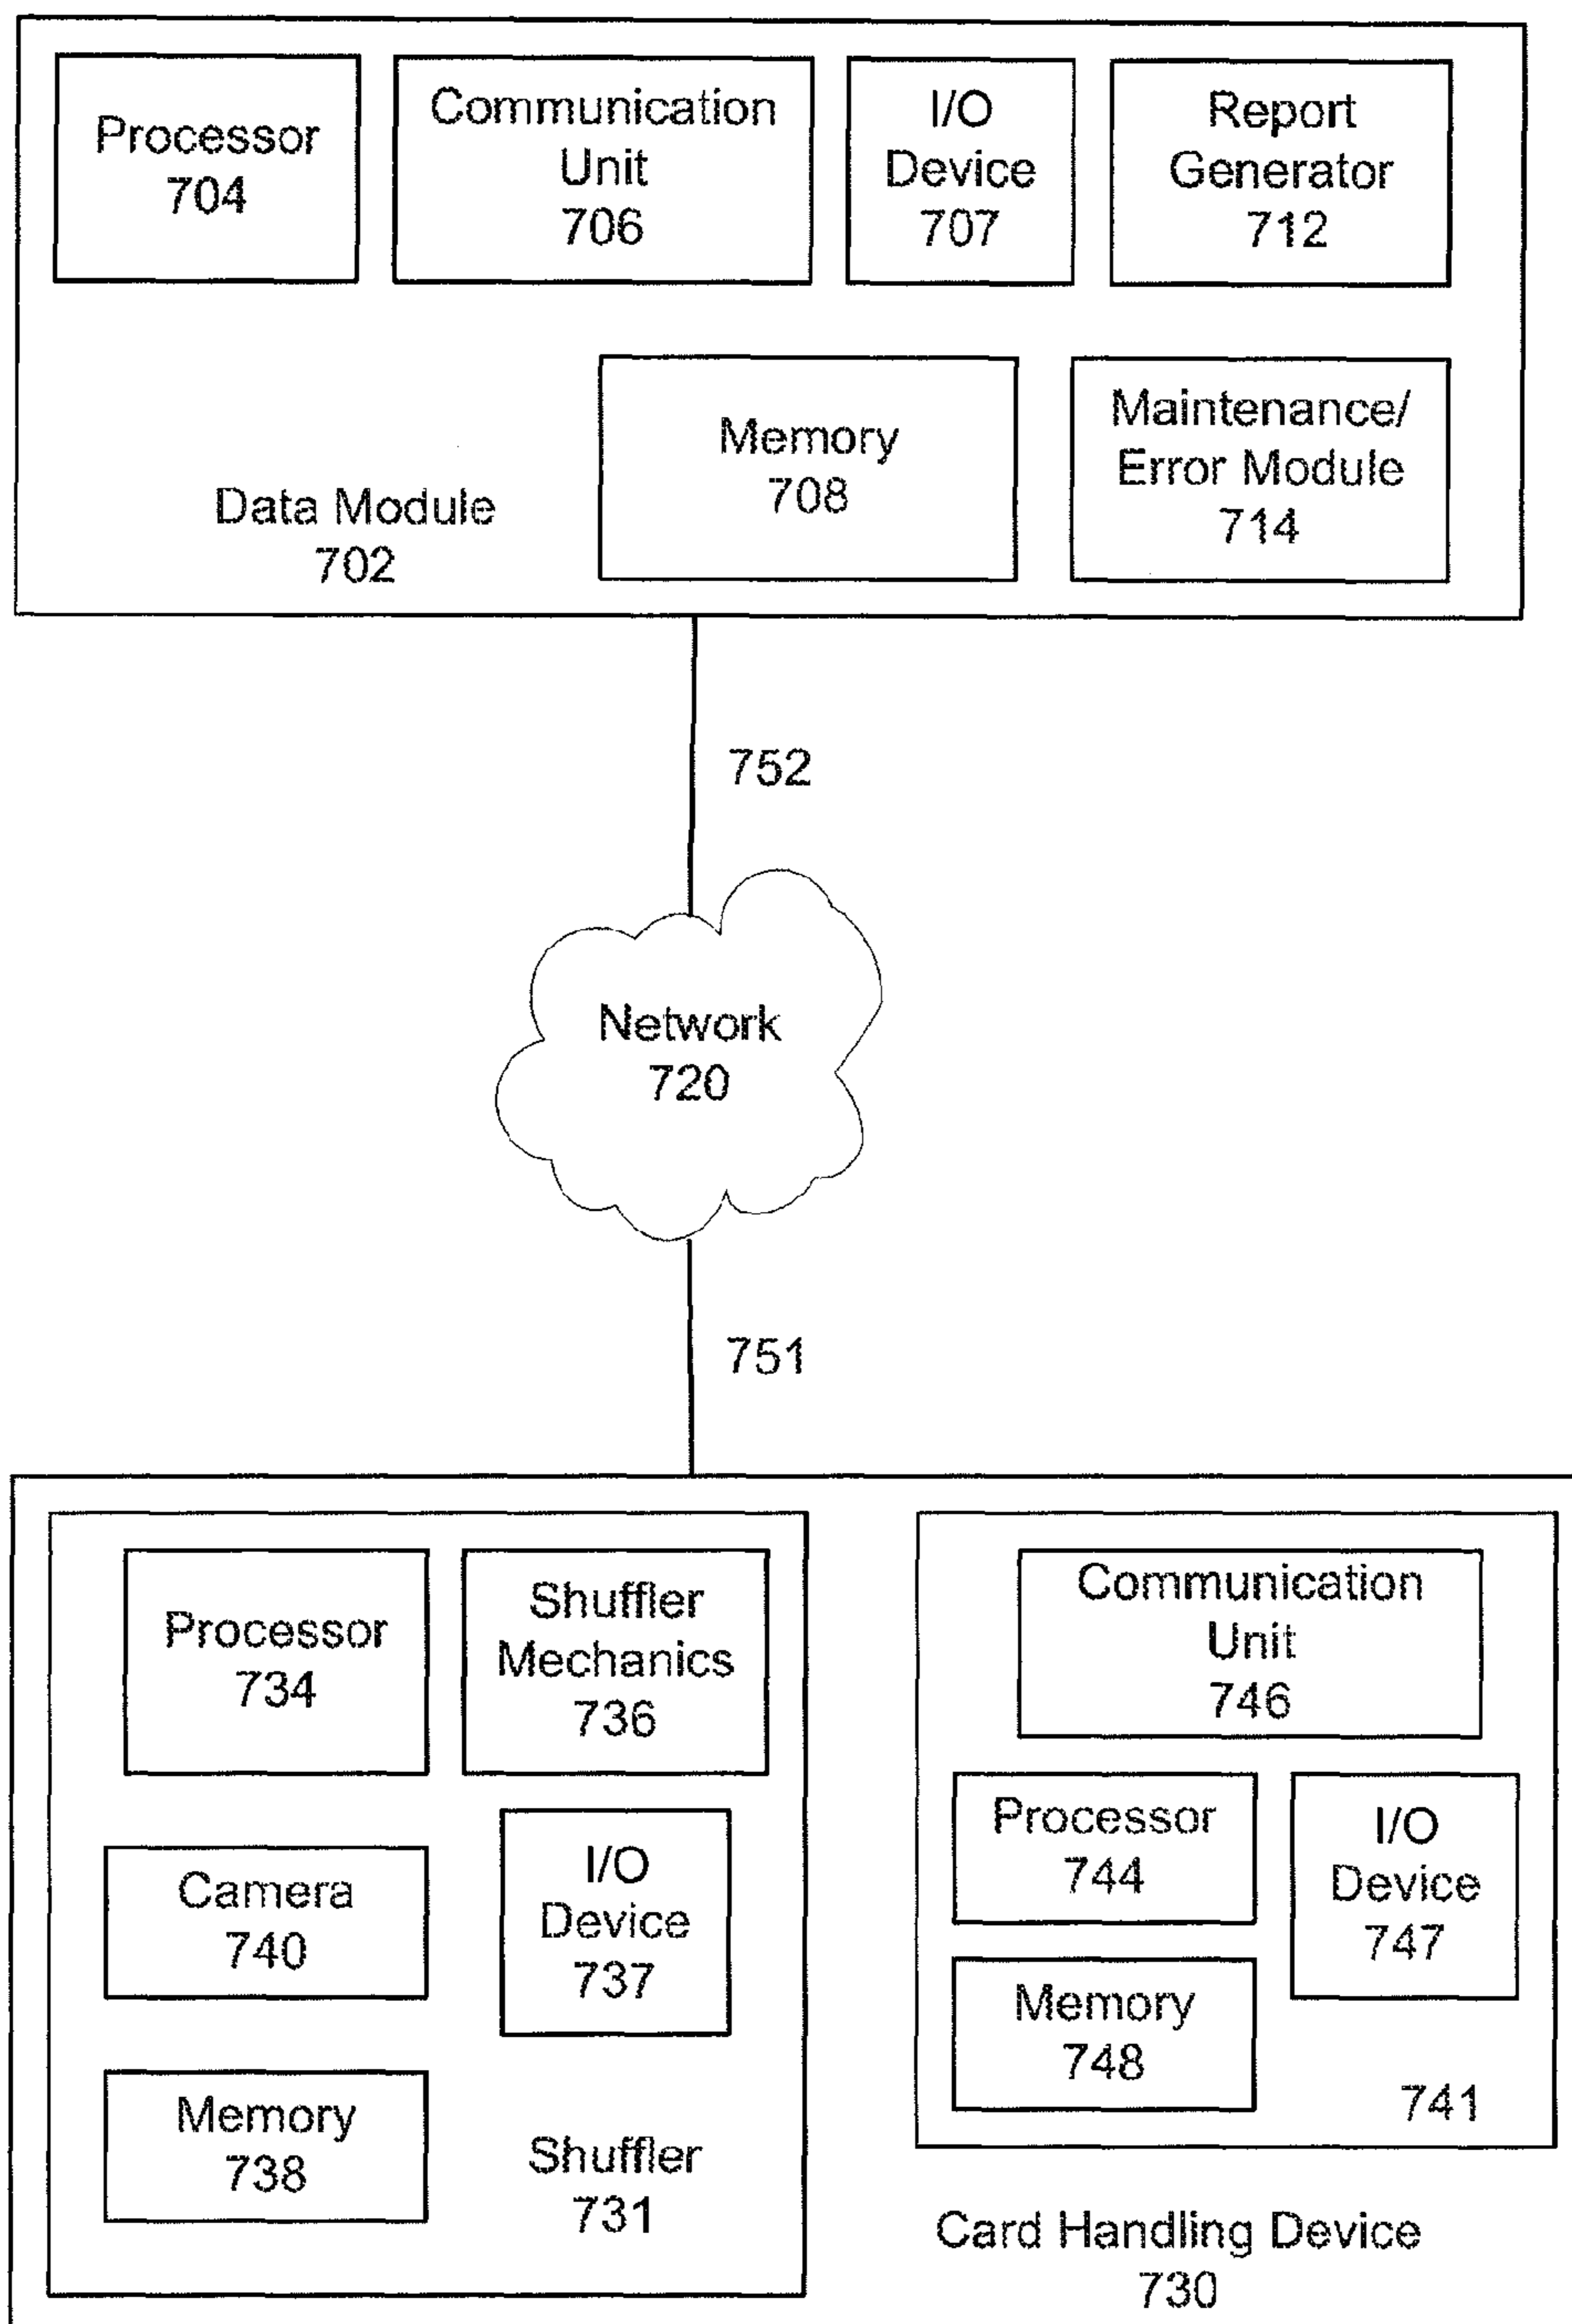 Processor
704
Communication
Unit
706
I/O
Device
707
Report
Generator
712
Data Module
702
Memory
708
Maintenance/
Error Module
714
752
Network
720
751
Processor
734
Shuffler
Mechanics
736
Camera
740
I/O
Device
737
Memory
738
Shuffler
731
Communication
Unit
746
Processor
744
I/O
Device
747
Memory
748
741
Card Handling Device
730